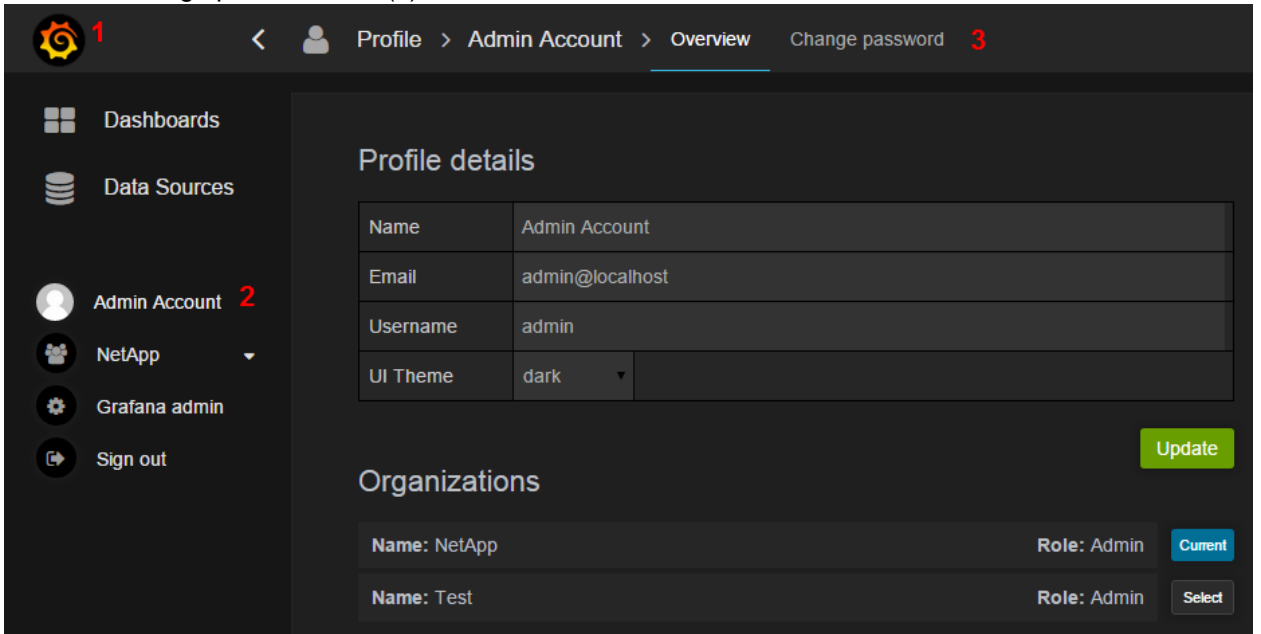 1 < Profile > Admin Account > Overview Change password 3
Dashboards
Data Sources
Admin Account 2
NetApp
Grafana admin
Sign out
Profile details
Name Admin Account
Email admin@localhost
Username admin
UI Theme dark
Update
Organizations
Name: NetApp Role: Admin Current
Name: Test Role: Admin Select